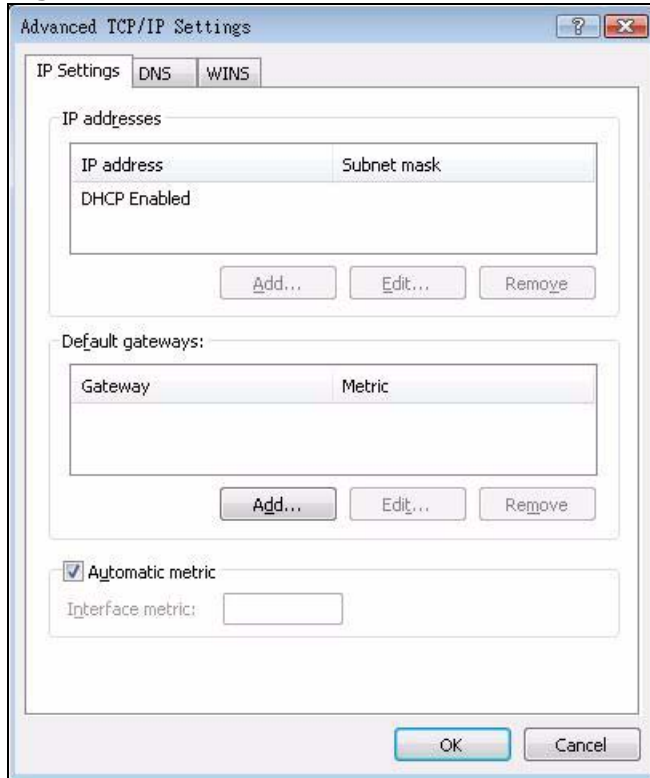 Advanced TCP/IP Settings
IP Settings DNS WINS
IP addresses
IP address Subnet mask
DHCP Enabled
Add... Edit... Remove
Default gateways:
Gateway Metric
Add... Edit... Remove
Automatic metric
Interface metric:
OK Cancel